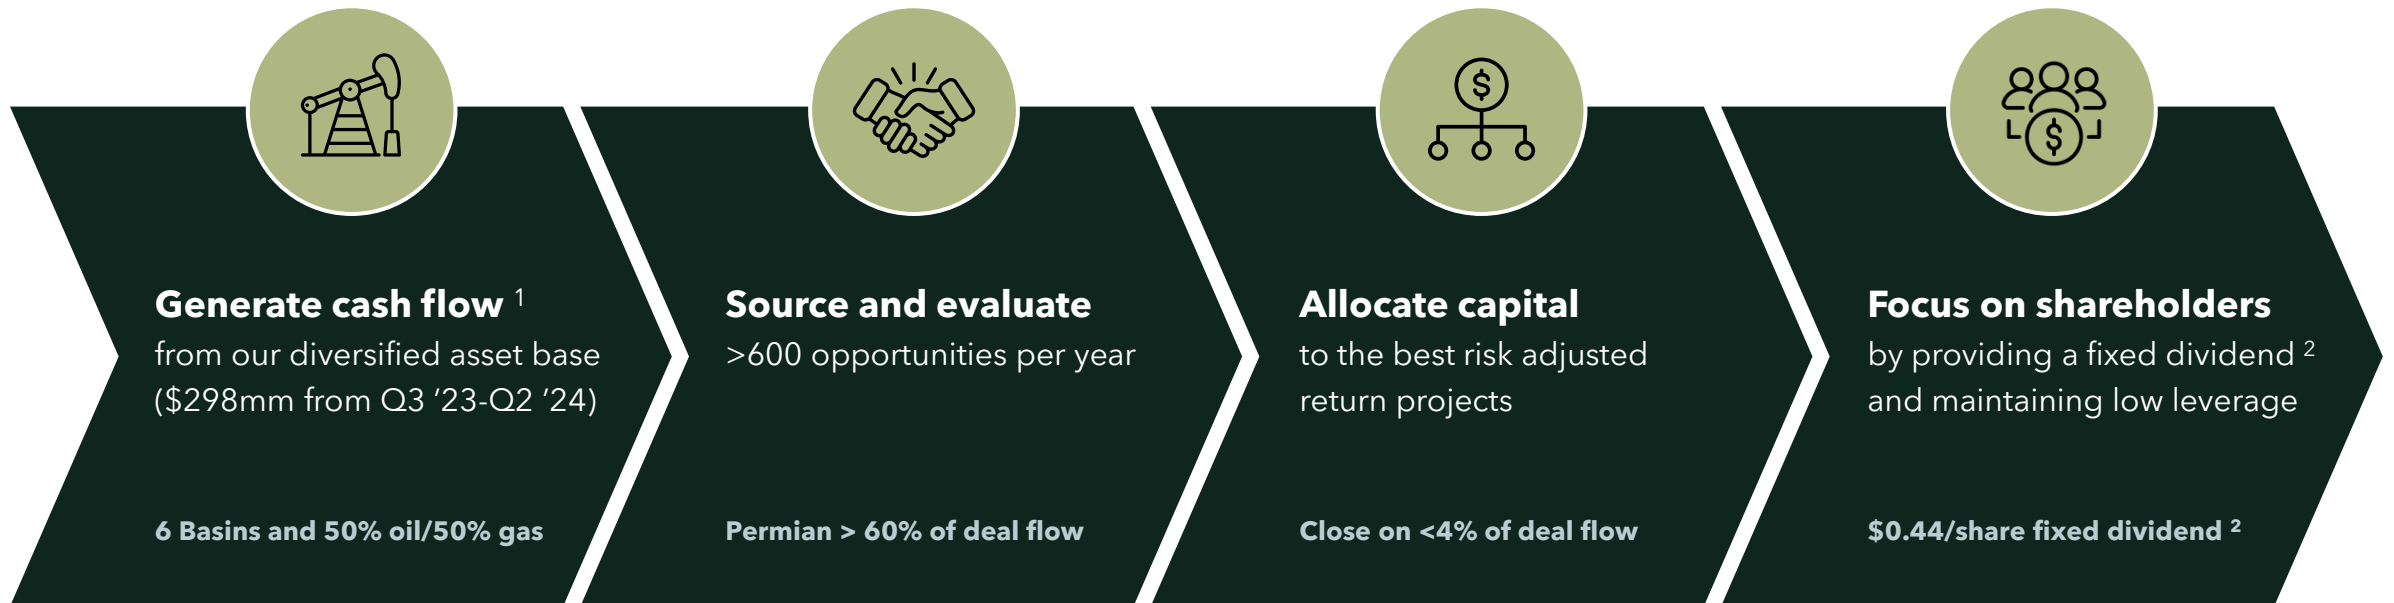 Generate cash flow ¹
from our diversified asset base
($298mm from Q3 ’23-Q2 ’24)
6 Basins and 50% oil/50% gas
Source and evaluate
>600 opportunities per year
Permian > 60% of deal flow
Allocate capital
to the best risk adjusted
return projects
Close on <4% of deal flow
Focus on shareholders
by providing a fixed dividend ²
and maintaining low leverage
$0.44/share fixed dividend ²